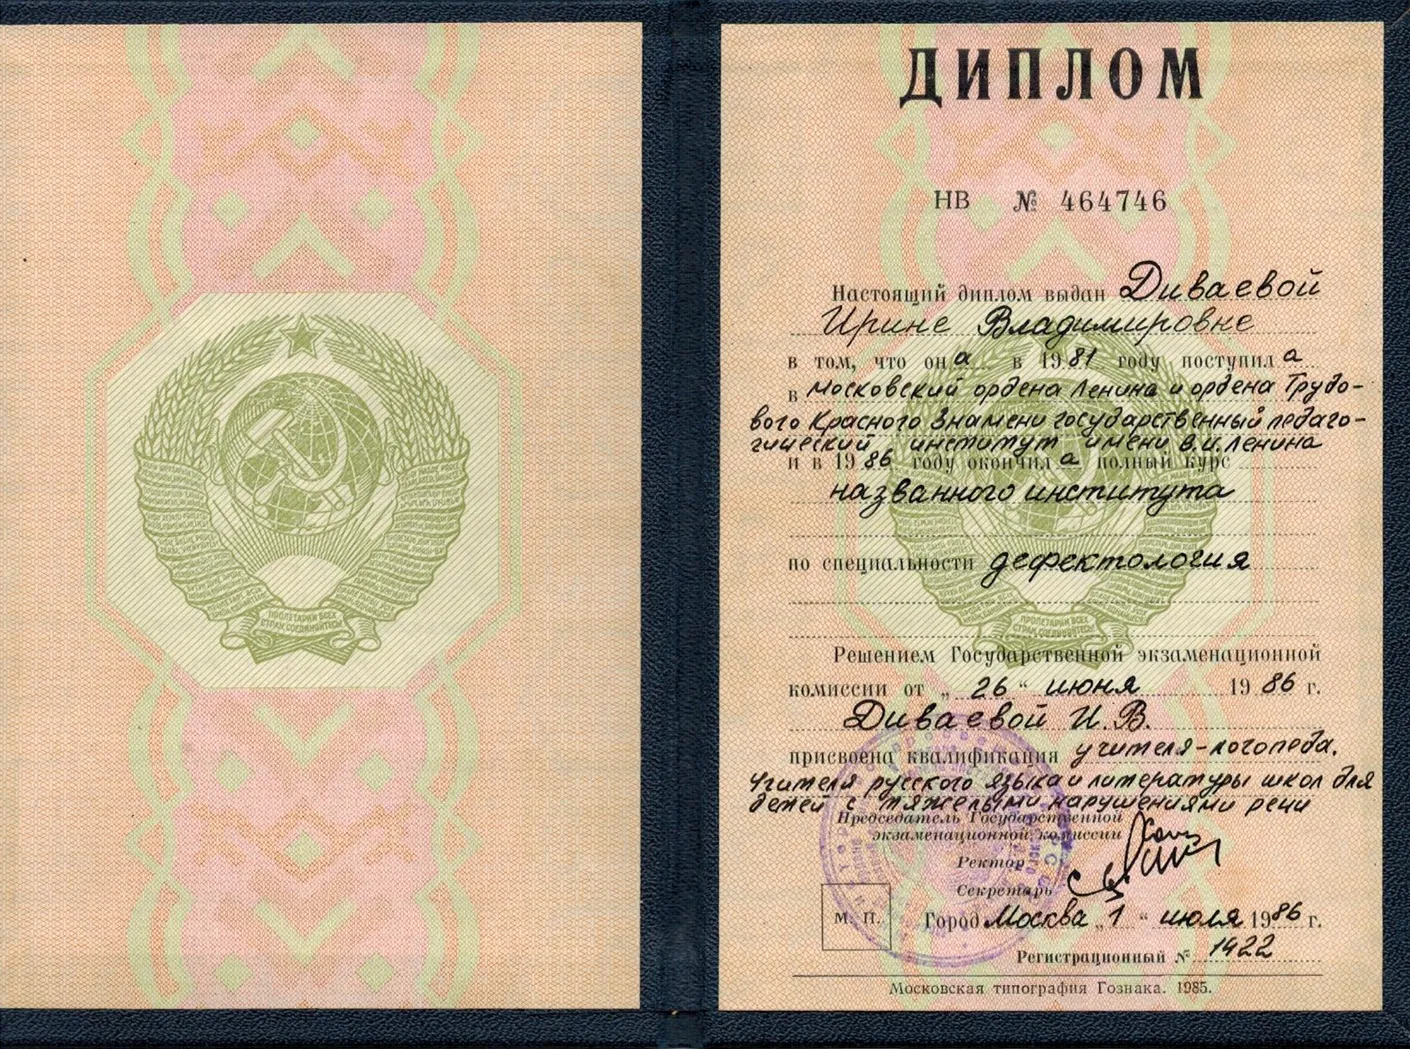 ДИПЛОМ
НВ № 464746
Настоящий диплом выдан Диваевой
Ирине Владимировне
в том, что она в 1981 году поступила
в Московский ордена Ленина и ордена Трудо-
вого Красного Знамени государственный педаго-
гический институт имени В.И.Ленина
и в 1986 году окончила полный курс
названного института
по специальности дефектология
Решением Государственной экзаменационной
комиссии от „26“ июня 1986 г.
Диваевой И.В.
присвоена квалификация учителя-логопеда,
учителя русского языка и литературы школ для
детей с тяжелыми нарушениями речи
Председатель Государственной
экзаменационной комиссии
Ректор
Секретарь
М. П. Город Москва „1“ июля 1986 г.
Регистрационный № 1422
Московская типография Гознака. 1985.
ПРОЛЕТАРИИ ВСЕХ
СТРАН СОЕДИНЯЙТЕСЬ